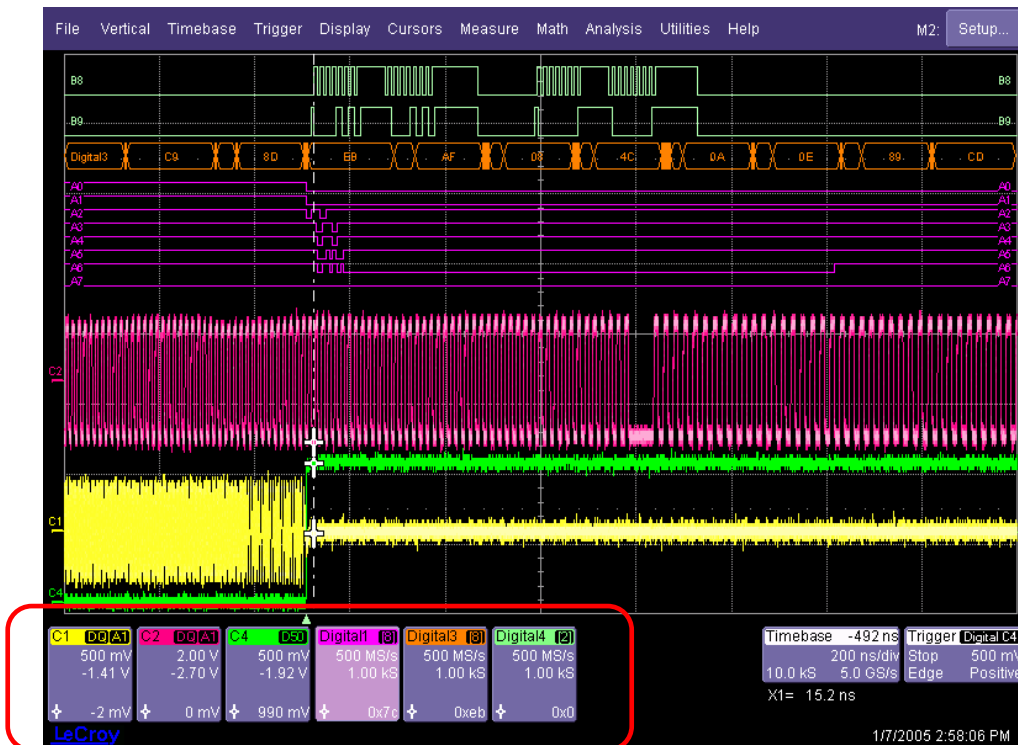 File Vertical Timebase Trigger Display Cursors Measure Math Analysis Utilities Help M2: Setup...
B8 B8
B9 B9
Digital3 C9 8D EB AF 08 4C 0A 0E 89 CD
A0 A0
A1 A1
A2 A2
A3 A3
A4 A4
A5 A5
A6 A6
A7 A7
C2
C1
C4
C1 DQ A1 C2 DQ A1 C4 D50 Digital1 [8] Digital3 [8] Digital4 [2] Timebase -492 ns Trigger Digital C4
500 mV 2.00 V 500 mV 500 MS/s 500 MS/s 500 MS/s 200 ns/div Stop 500 mV
-1.41 V -2.70 V -1.92 V 1.00 kS 1.00 kS 1.00 kS 10.0 kS 5.0 GS/s Edge Positive
-2 mV 0 mV 990 mV 0x7c 0xeb 0x0 X1= 15.2 ns
LeCroy 1/7/2005 2:58:06 PM